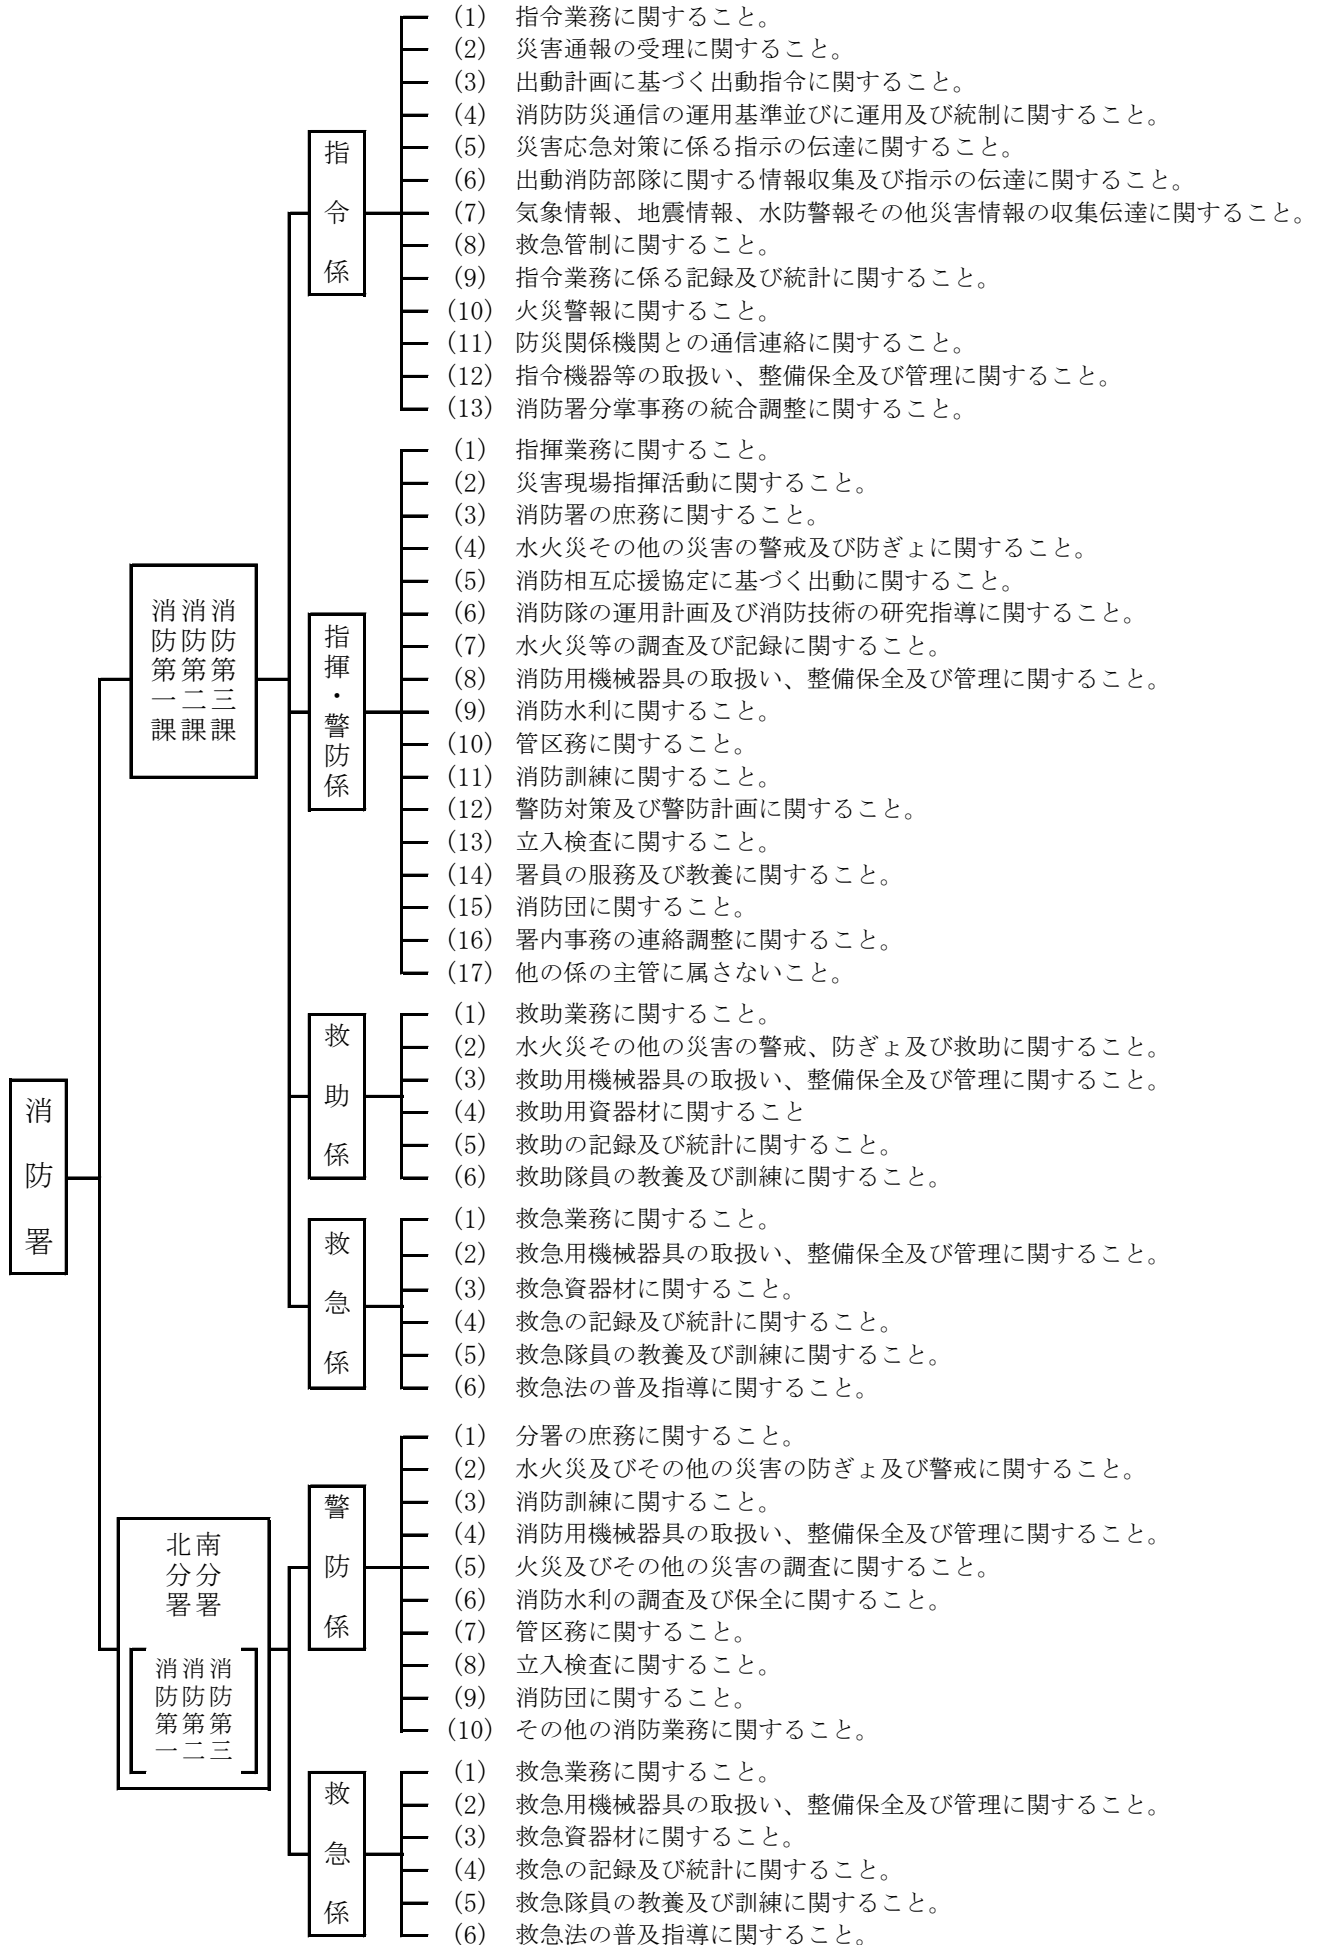 消防署
消防第一課
消防第二課
消防第三課
指令係
(1) 指令業務に関すること。
(2) 災害通報の受理に関すること。
(3) 出動計画に基づく出動指令に関すること。
(4) 消防防災通信の運用基準並びに運用及び統制に関すること。
(5) 災害応急対策に係る指示の伝達に関すること。
(6) 出動消防部隊に関する情報収集及び指示の伝達に関すること。
(7) 気象情報、地震情報、水防警報その他災害情報の収集伝達に関すること。
(8) 救急管制に関すること。
(9) 指令業務に係る記録及び統計に関すること。
(10) 火災警報に関すること。
(11) 防災関係機関との通信連絡に関すること。
(12) 指令機器等の取扱い、整備保全及び管理に関すること。
(13) 消防署分掌事務の統合調整に関すること。
指揮・警防係
(1) 指揮業務に関すること。
(2) 災害現場指揮活動に関すること。
(3) 消防署の庶務に関すること。
(4) 水火災その他の災害の警戒及び防ぎょに関すること。
(5) 消防相互応援協定に基づく出動に関すること。
(6) 消防隊の運用計画及び消防技術の研究指導に関すること。
(7) 水火災等の調査及び記録に関すること。
(8) 消防用機械器具の取扱い、整備保全及び管理に関すること。
(9) 消防水利に関すること。
(10) 管区務に関すること。
(11) 消防訓練に関すること。
(12) 警防対策及び警防計画に関すること。
(13) 立入検査に関すること。
(14) 署員の服務及び教養に関すること。
(15) 消防団に関すること。
(16) 署内事務の連絡調整に関すること。
(17) 他の係の主管に属さないこと。
救助係
(1) 救助業務に関すること。
(2) 水火災その他の災害の警戒、防ぎょ及び救助に関すること。
(3) 救助用機械器具の取扱い、整備保全及び管理に関すること。
(4) 救助用資器材に関すること
(5) 救助の記録及び統計に関すること。
(6) 救助隊員の教養及び訓練に関すること。
救急係
(1) 救急業務に関すること。
(2) 救急用機械器具の取扱い、整備保全及び管理に関すること。
(3) 救急資器材に関すること。
(4) 救急の記録及び統計に関すること。
(5) 救急隊員の教養及び訓練に関すること。
(6) 救急法の普及指導に関すること。
北分署
南分署
消防第一
消防第二
消防第三
警防係
(1) 分署の庶務に関すること。
(2) 水火災及びその他の災害の防ぎょ及び警戒に関すること。
(3) 消防訓練に関すること。
(4) 消防用機械器具の取扱い、整備保全及び管理に関すること。
(5) 火災及びその他の災害の調査に関すること。
(6) 消防水利の調査及び保全に関すること。
(7) 管区務に関すること。
(8) 立入検査に関すること。
(9) 消防団に関すること。
(10) その他の消防業務に関すること。
救急係
(1) 救急業務に関すること。
(2) 救急用機械器具の取扱い、整備保全及び管理に関すること。
(3) 救急資器材に関すること。
(4) 救急の記録及び統計に関すること。
(5) 救急隊員の教養及び訓練に関すること。
(6) 救急法の普及指導に関すること。